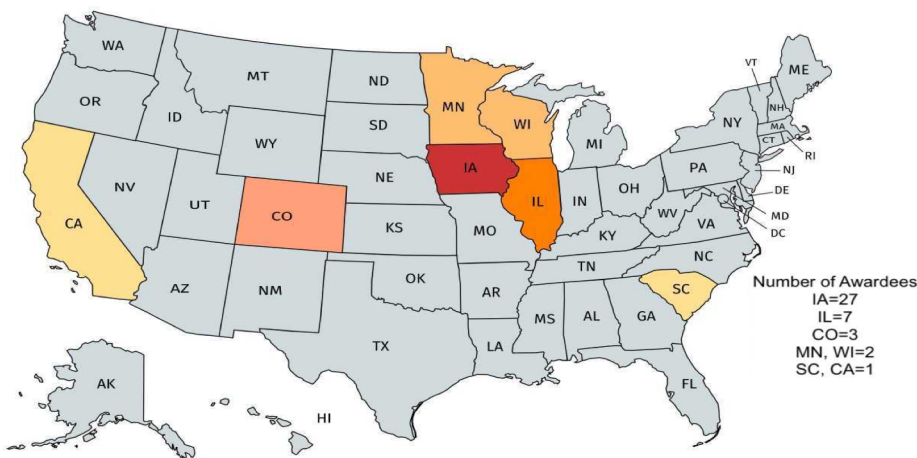 WA
MT
ND
MN
ME
VT
NH
OR
ID
SD
WI
NY
MA
CT
RI
WY
MI
IA
PA
NJ
NE
NV
UT
CO
IL
IN
OH
DE
MD
DC
CA
KS
MO
WV
VA
KY
NC
TN
AZ
NM
OK
AR
SC
MS
AL
GA
TX
LA
FL
AK
HI
Number of Awardees
IA=27
IL=7
CO=3
MN, WI=2
SC, CA=1